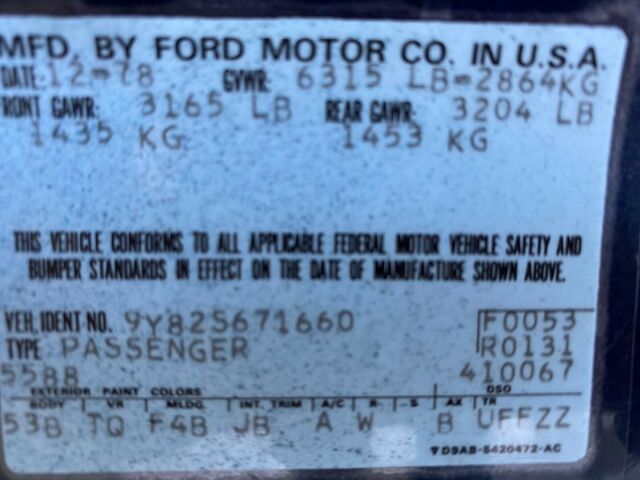 MFD. BY FORD MOTOR CO. IN U.S.A.
DATE: 12-78 GVWR: 6315 LB=2864KG
RONT GAWR: 3165 LB REAR GAWR: 3204 LB
1435 KG 1453 KG
THIS VEHICLE CONFORMS TO ALL APPLICABLE FEDERAL MOTOR VEHICLE SAFETY AND
BUMPER STANDARDS IN EFFECT ON THE DATE OF MANUFACTURE SHOWN ABOVE.
VEH. IDENT NO. 9Y82S671660 F0053
TYPE PASSENGER R0131
5588 410067
EXTERIOR PAINT COLORS DSO
BODY VR MLDG. INT. TRIM A/C R S AX TR
53B TQ F4B JB A W B UFFZZ
D9AB-5420472-AC